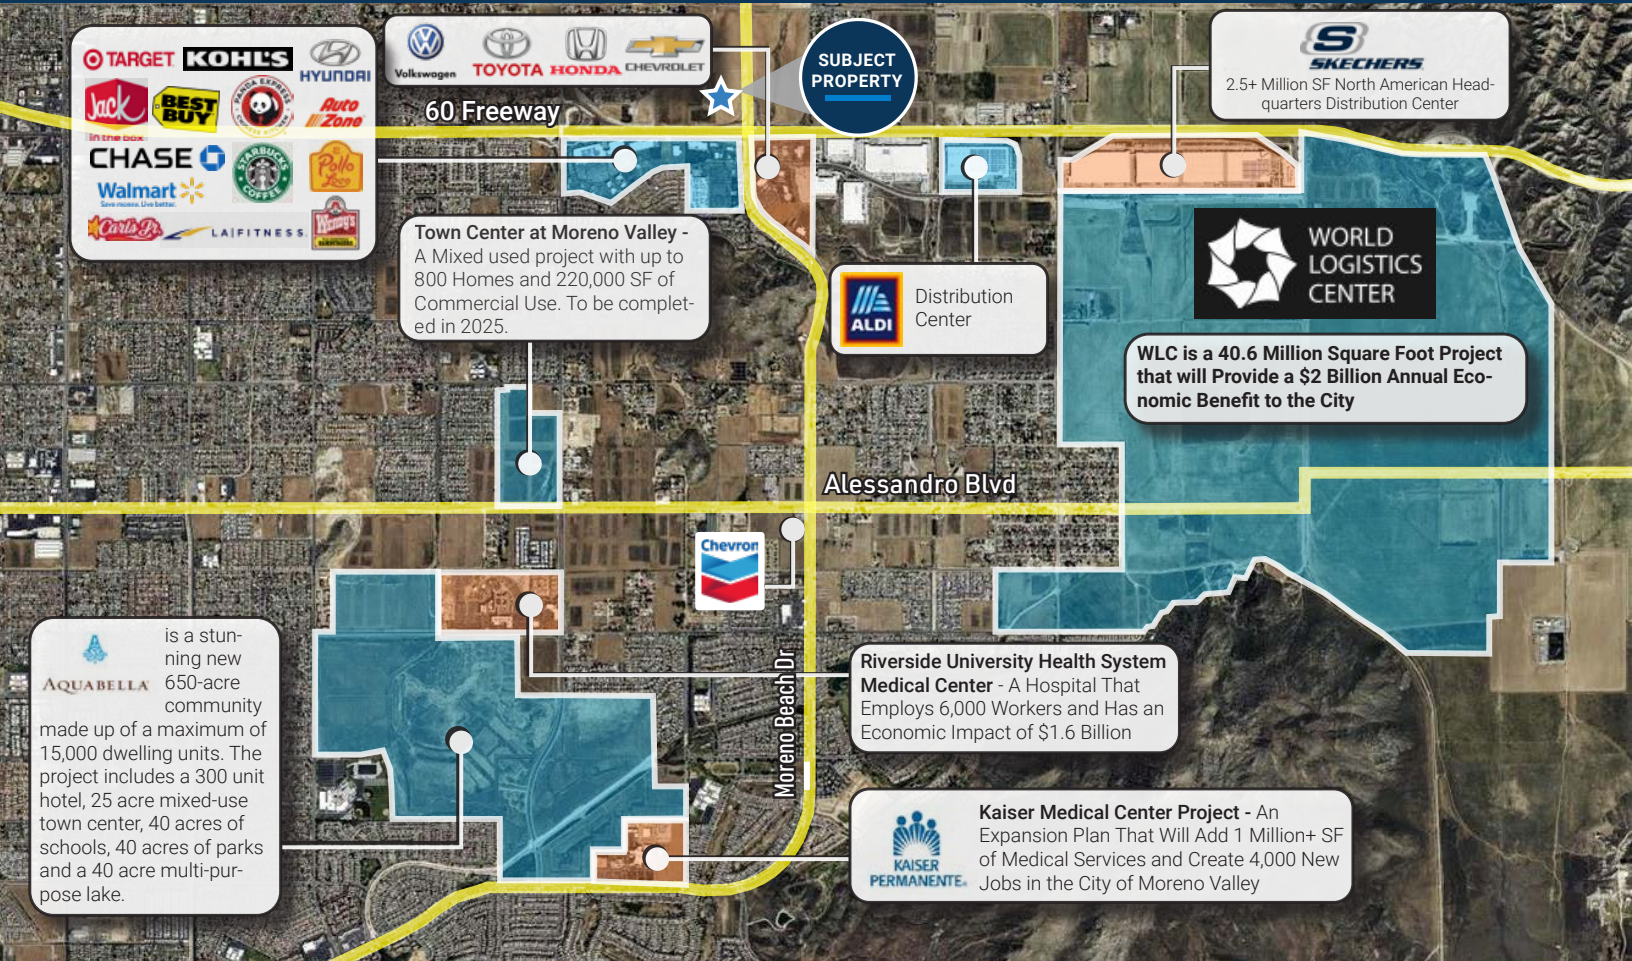 TARGET
KOHL'S
HYUNDAI
Jack
in the box
BEST
BUY
PANDA EXPRESS
CHINESE KITCHEN
Auto
Zone
CHASE
STARBUCKS
COFFEE
Pollo
Loco
Walmart
Save money. Live better.
Carl's Jr.
LA|FITNESS.
Wendy's
Volkswagen
TOYOTA
HONDA
CHEVROLET
60 Freeway
SUBJECT
PROPERTY
S
SKECHERS
2.5+ Million SF North American Head-
quarters Distribution Center
Town Center at Moreno Valley -
A Mixed used project with up to
800 Homes and 220,000 SF of
Commercial Use. To be complet-
ed in 2025.
ALDI
Distribution
Center
WORLD
LOGISTICS
CENTER
WLC is a 40.6 Million Square Foot Project
that will Provide a $2 Billion Annual Eco-
nomic Benefit to the City
Alessandro Blvd
Chevron
Moreno Beach Dr
AQUABELLA
is a stun-
ning new
650-acre
community
made up of a maximum of
15,000 dwelling units. The
project includes a 300 unit
hotel, 25 acre mixed-use
town center, 40 acres of
schools, 40 acres of parks
and a 40 acre multi-pur-
pose lake.
Riverside University Health System
Medical Center - A Hospital That
Employs 6,000 Workers and Has an
Economic Impact of $1.6 Billion
KAISER
PERMANENTE®
Kaiser Medical Center Project - An
Expansion Plan That Will Add 1 Million+ SF
of Medical Services and Create 4,000 New
Jobs in the City of Moreno Valley